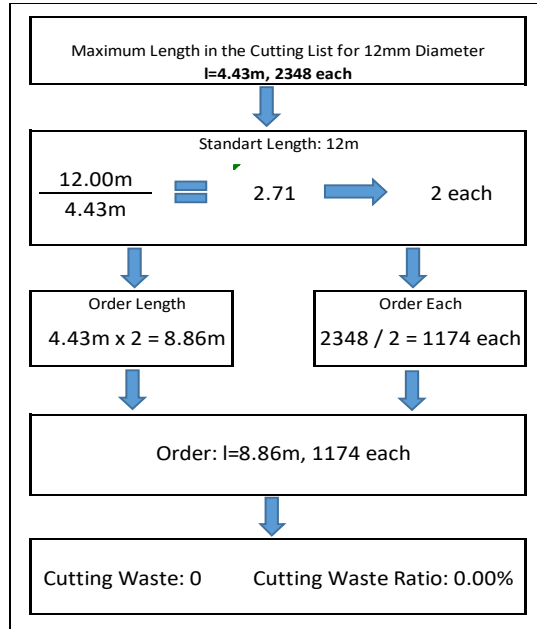 Maximum Length in the Cutting List for 12mm Diameter
l=4.43m, 2348 each
Standart Length: 12m
12.00m
4.43m
=
2.71
2 each
Order Length
4.43m x 2 = 8.86m
Order Each
2348 / 2 = 1174 each
Order: l=8.86m, 1174 each
Cutting Waste: 0 Cutting Waste Ratio: 0.00%